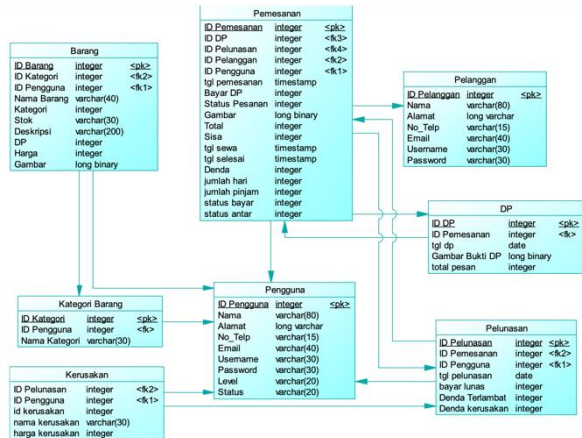 Pemesanan
ID Pemesanan integer <pk>
ID DP integer <fk3>
ID Pelunasan integer <fk4>
ID Pelanggan integer <fk2>
ID Pengguna integer <fk1>
tgl pemesanan timestamp
Bayar DP integer
Status Pesanan integer
Gambar long binary
Total integer
Sisa integer
tgl sewa timestamp
tgl selesai timestamp
Denda integer
jumlah hari integer
jumlah pinjam integer
status bayar integer
status antar integer
Barang
ID Barang integer <pk>
ID Kategori integer <fk2>
ID Pengguna integer <fk1>
Nama Barang varchar(40)
Kategori integer
Stok varchar(30)
Deskripsi varchar(200)
DP integer
Harga integer
Gambar long binary
Pelanggan
ID Pelanggan integer <pk>
Nama varchar(80)
Alamat long varchar
No_Telp varchar(15)
Email varchar(40)
Username varchar(30)
Password varchar(30)
DP
ID DP integer <pk>
ID Pemesanan integer <fk>
tgl dp date
Gambar Bukti DP long binary
total pesan integer
Kategori Barang
ID Kategori integer <pk>
ID Pengguna integer <fk>
Nama Kategori varchar(30)
Pengguna
ID Pengguna integer <pk>
Nama varchar(80)
Alamat long varchar
No_Telp varchar(15)
Email varchar(40)
Username varchar(30)
Password varchar(30)
Level varchar(20)
Status varchar(20)
Pelunasan
ID Pelunasan integer <pk>
ID Pemesanan integer <fk2>
ID Pengguna integer <fk1>
tgl pelunasan date
bayar lunas integer
Denda Terlambat integer
Denda kerusakan integer
Kerusakan
ID Pelunasan integer <fk2>
ID Pengguna integer <fk1>
id kerusakan integer
nama kerusakan varchar(30)
harga kerusakan integer